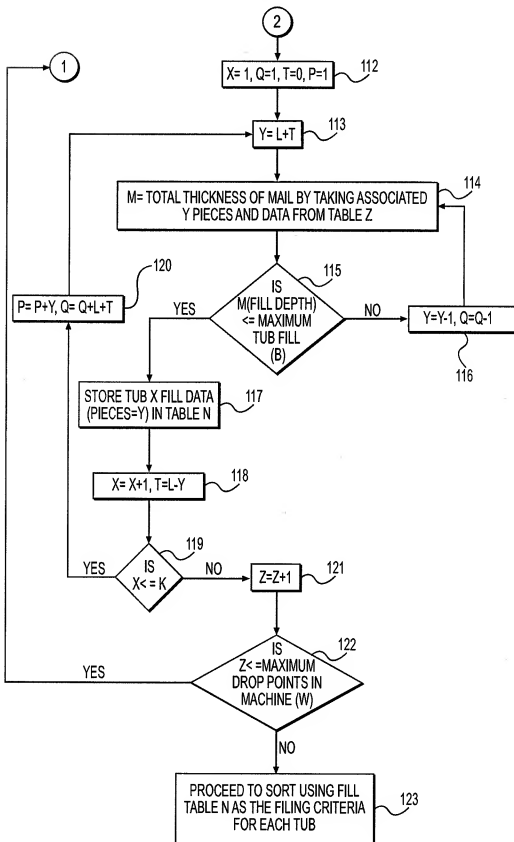 2
1
X= 1, Q=1, T=0, P=1
112
Y= L+T
113
M= TOTAL THICKNESS OF MAIL BY TAKING ASSOCIATED
Y PIECES AND DATA FROM TABLE Z
114
120
P= P+Y, Q= Q+L+T
IS
M(FILL DEPTH)
<= MAXIMUM
TUB FILL
(B)
115
YES
NO
Y=Y-1, Q=Q-1
116
STORE TUB X FILL DATA
(PIECES=Y) IN TABLE N
117
X= X+1, T=L-Y
118
IS
X<= K
119
YES
NO
Z=Z+1
121
IS
Z<=MAXIMUM
DROP POINTS IN
MACHINE (W)
122
YES
NO
PROCEED TO SORT USING FILL
TABLE N AS THE FILING CRITERIA
FOR EACH TUB
123